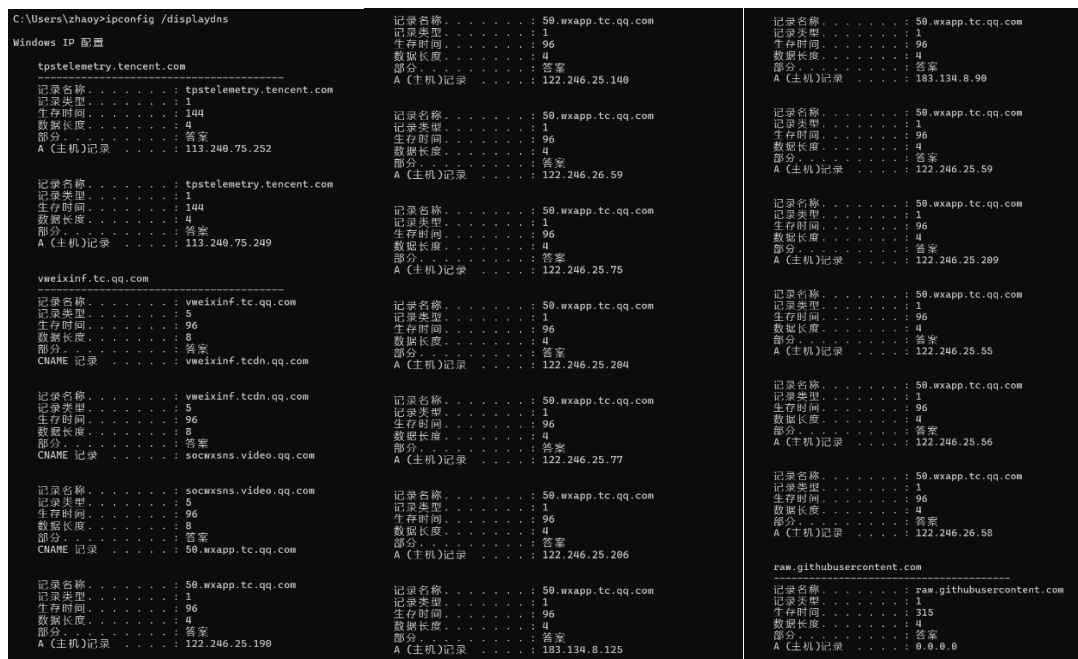 C:\Users\zhaoy>ipconfig /displaydns
Windows IP 配置
tpstelemetry.tencent.com
----------------------------------------
记录名称. . . . . . . : tpstelemetry.tencent.com
记录类型. . . . . . . : 1
生存时间. . . . . . . : 144
数据长度. . . . . . . : 4
部分. . . . . . . . . : 答案
A (主机)记录  . . . . : 113.240.75.252
记录名称. . . . . . . : tpstelemetry.tencent.com
记录类型. . . . . . . : 1
生存时间. . . . . . . : 144
数据长度. . . . . . . : 4
部分. . . . . . . . . : 答案
A (主机)记录  . . . . : 113.240.75.249
vweixinf.tc.qq.com
----------------------------------------
记录名称. . . . . . . : vweixinf.tc.qq.com
记录类型. . . . . . . : 5
生存时间. . . . . . . : 96
数据长度. . . . . . . : 8
部分. . . . . . . . . : 答案
CNAME 记录  . . . . . : vweixinf.tcdn.qq.com
记录名称. . . . . . . : vweixinf.tcdn.qq.com
记录类型. . . . . . . : 5
生存时间. . . . . . . : 96
数据长度. . . . . . . : 8
部分. . . . . . . . . : 答案
CNAME 记录  . . . . . : socwxsns.video.qq.com
记录名称. . . . . . . : socwxsns.video.qq.com
记录类型. . . . . . . : 5
生存时间. . . . . . . : 96
数据长度. . . . . . . : 8
部分. . . . . . . . . : 答案
CNAME 记录  . . . . . : 50.wxapp.tc.qq.com
记录名称. . . . . . . : 50.wxapp.tc.qq.com
记录类型. . . . . . . : 1
生存时间. . . . . . . : 96
数据长度. . . . . . . : 4
部分. . . . . . . . . : 答案
A (主机)记录  . . . . : 122.246.25.190
记录名称. . . . . . . : 50.wxapp.tc.qq.com
记录类型. . . . . . . : 1
生存时间. . . . . . . : 96
数据长度. . . . . . . : 4
部分. . . . . . . . . : 答案
A (主机)记录  . . . . : 122.246.25.140
记录名称. . . . . . . : 50.wxapp.tc.qq.com
记录类型. . . . . . . : 1
生存时间. . . . . . . : 96
数据长度. . . . . . . : 4
部分. . . . . . . . . : 答案
A (主机)记录  . . . . : 122.246.26.59
记录名称. . . . . . . : 50.wxapp.tc.qq.com
记录类型. . . . . . . : 1
生存时间. . . . . . . : 96
数据长度. . . . . . . : 4
部分. . . . . . . . . : 答案
A (主机)记录  . . . . : 122.246.25.75
记录名称. . . . . . . : 50.wxapp.tc.qq.com
记录类型. . . . . . . : 1
生存时间. . . . . . . : 96
数据长度. . . . . . . : 4
部分. . . . . . . . . : 答案
A (主机)记录  . . . . : 122.246.25.204
记录名称. . . . . . . : 50.wxapp.tc.qq.com
记录类型. . . . . . . : 1
生存时间. . . . . . . : 96
数据长度. . . . . . . : 4
部分. . . . . . . . . : 答案
A (主机)记录  . . . . : 122.246.25.77
记录名称. . . . . . . : 50.wxapp.tc.qq.com
记录类型. . . . . . . : 1
生存时间. . . . . . . : 96
数据长度. . . . . . . : 4
部分. . . . . . . . . : 答案
A (主机)记录  . . . . : 122.246.25.206
记录名称. . . . . . . : 50.wxapp.tc.qq.com
记录类型. . . . . . . : 1
生存时间. . . . . . . : 96
数据长度. . . . . . . : 4
部分. . . . . . . . . : 答案
A (主机)记录  . . . . : 183.134.8.125
记录名称. . . . . . . : 50.wxapp.tc.qq.com
记录类型. . . . . . . : 1
生存时间. . . . . . . : 96
数据长度. . . . . . . : 4
部分. . . . . . . . . : 答案
A (主机)记录  . . . . : 183.134.8.90
记录名称. . . . . . . : 50.wxapp.tc.qq.com
记录类型. . . . . . . : 1
生存时间. . . . . . . : 96
数据长度. . . . . . . : 4
部分. . . . . . . . . : 答案
A (主机)记录  . . . . : 122.246.25.59
记录名称. . . . . . . : 50.wxapp.tc.qq.com
记录类型. . . . . . . : 1
生存时间. . . . . . . : 96
数据长度. . . . . . . : 4
部分. . . . . . . . . : 答案
A (主机)记录  . . . . : 122.246.25.209
记录名称. . . . . . . : 50.wxapp.tc.qq.com
记录类型. . . . . . . : 1
生存时间. . . . . . . : 96
数据长度. . . . . . . : 4
部分. . . . . . . . . : 答案
A (主机)记录  . . . . : 122.246.25.55
记录名称. . . . . . . : 50.wxapp.tc.qq.com
记录类型. . . . . . . : 1
生存时间. . . . . . . : 96
数据长度. . . . . . . : 4
部分. . . . . . . . . : 答案
A (主机)记录  . . . . : 122.246.25.56
记录名称. . . . . . . : 50.wxapp.tc.qq.com
记录类型. . . . . . . : 1
生存时间. . . . . . . : 96
数据长度. . . . . . . : 4
部分. . . . . . . . . : 答案
A (主机)记录  . . . . : 122.246.26.58
raw.githubusercontent.com
----------------------------------------
记录名称. . . . . . . : raw.githubusercontent.com
记录类型. . . . . . . : 1
生存时间. . . . . . . : 315
数据长度. . . . . . . : 4
部分. . . . . . . . . : 答案
A (主机)记录  . . . . : 0.0.0.0